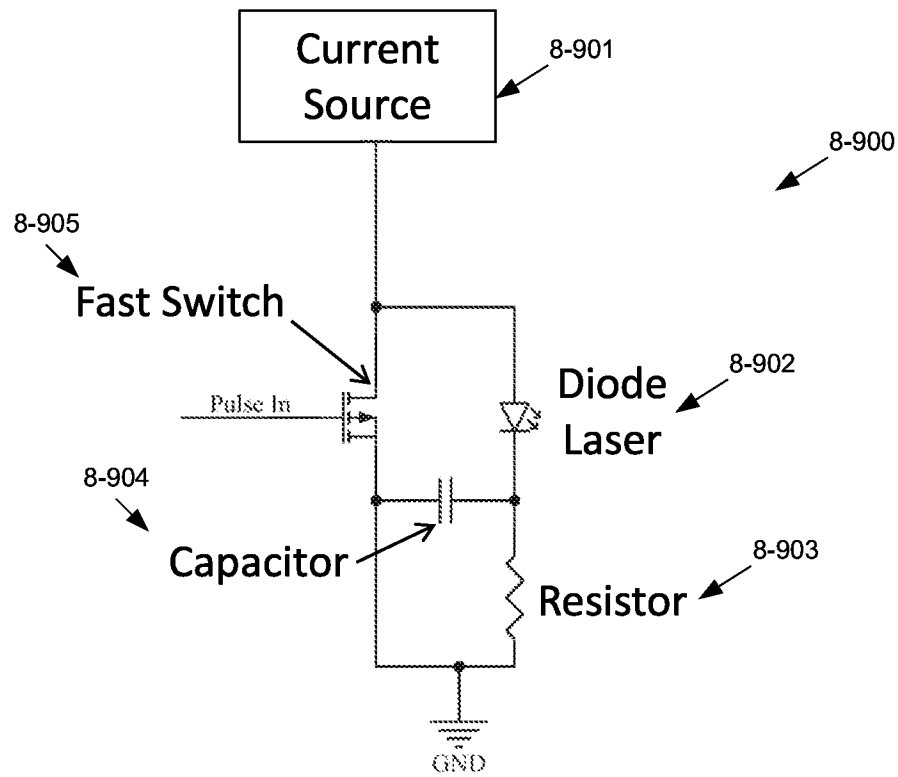 Current
Source
8-901
8-900
8-905
Fast Switch
8-902
Diode
Laser
Pulse In
8-904
Capacitor
8-903
Resistor
GND